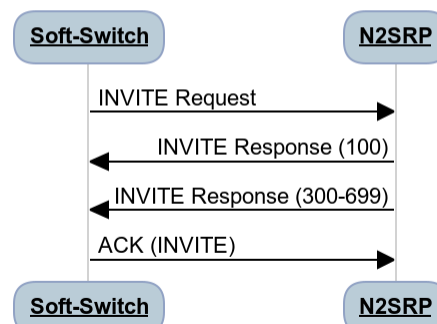 Soft-Switch N2SRP
INVITE Request
INVITE Response (100)
INVITE Response (300-699)
ACK (INVITE)
Soft-Switch N2SRP